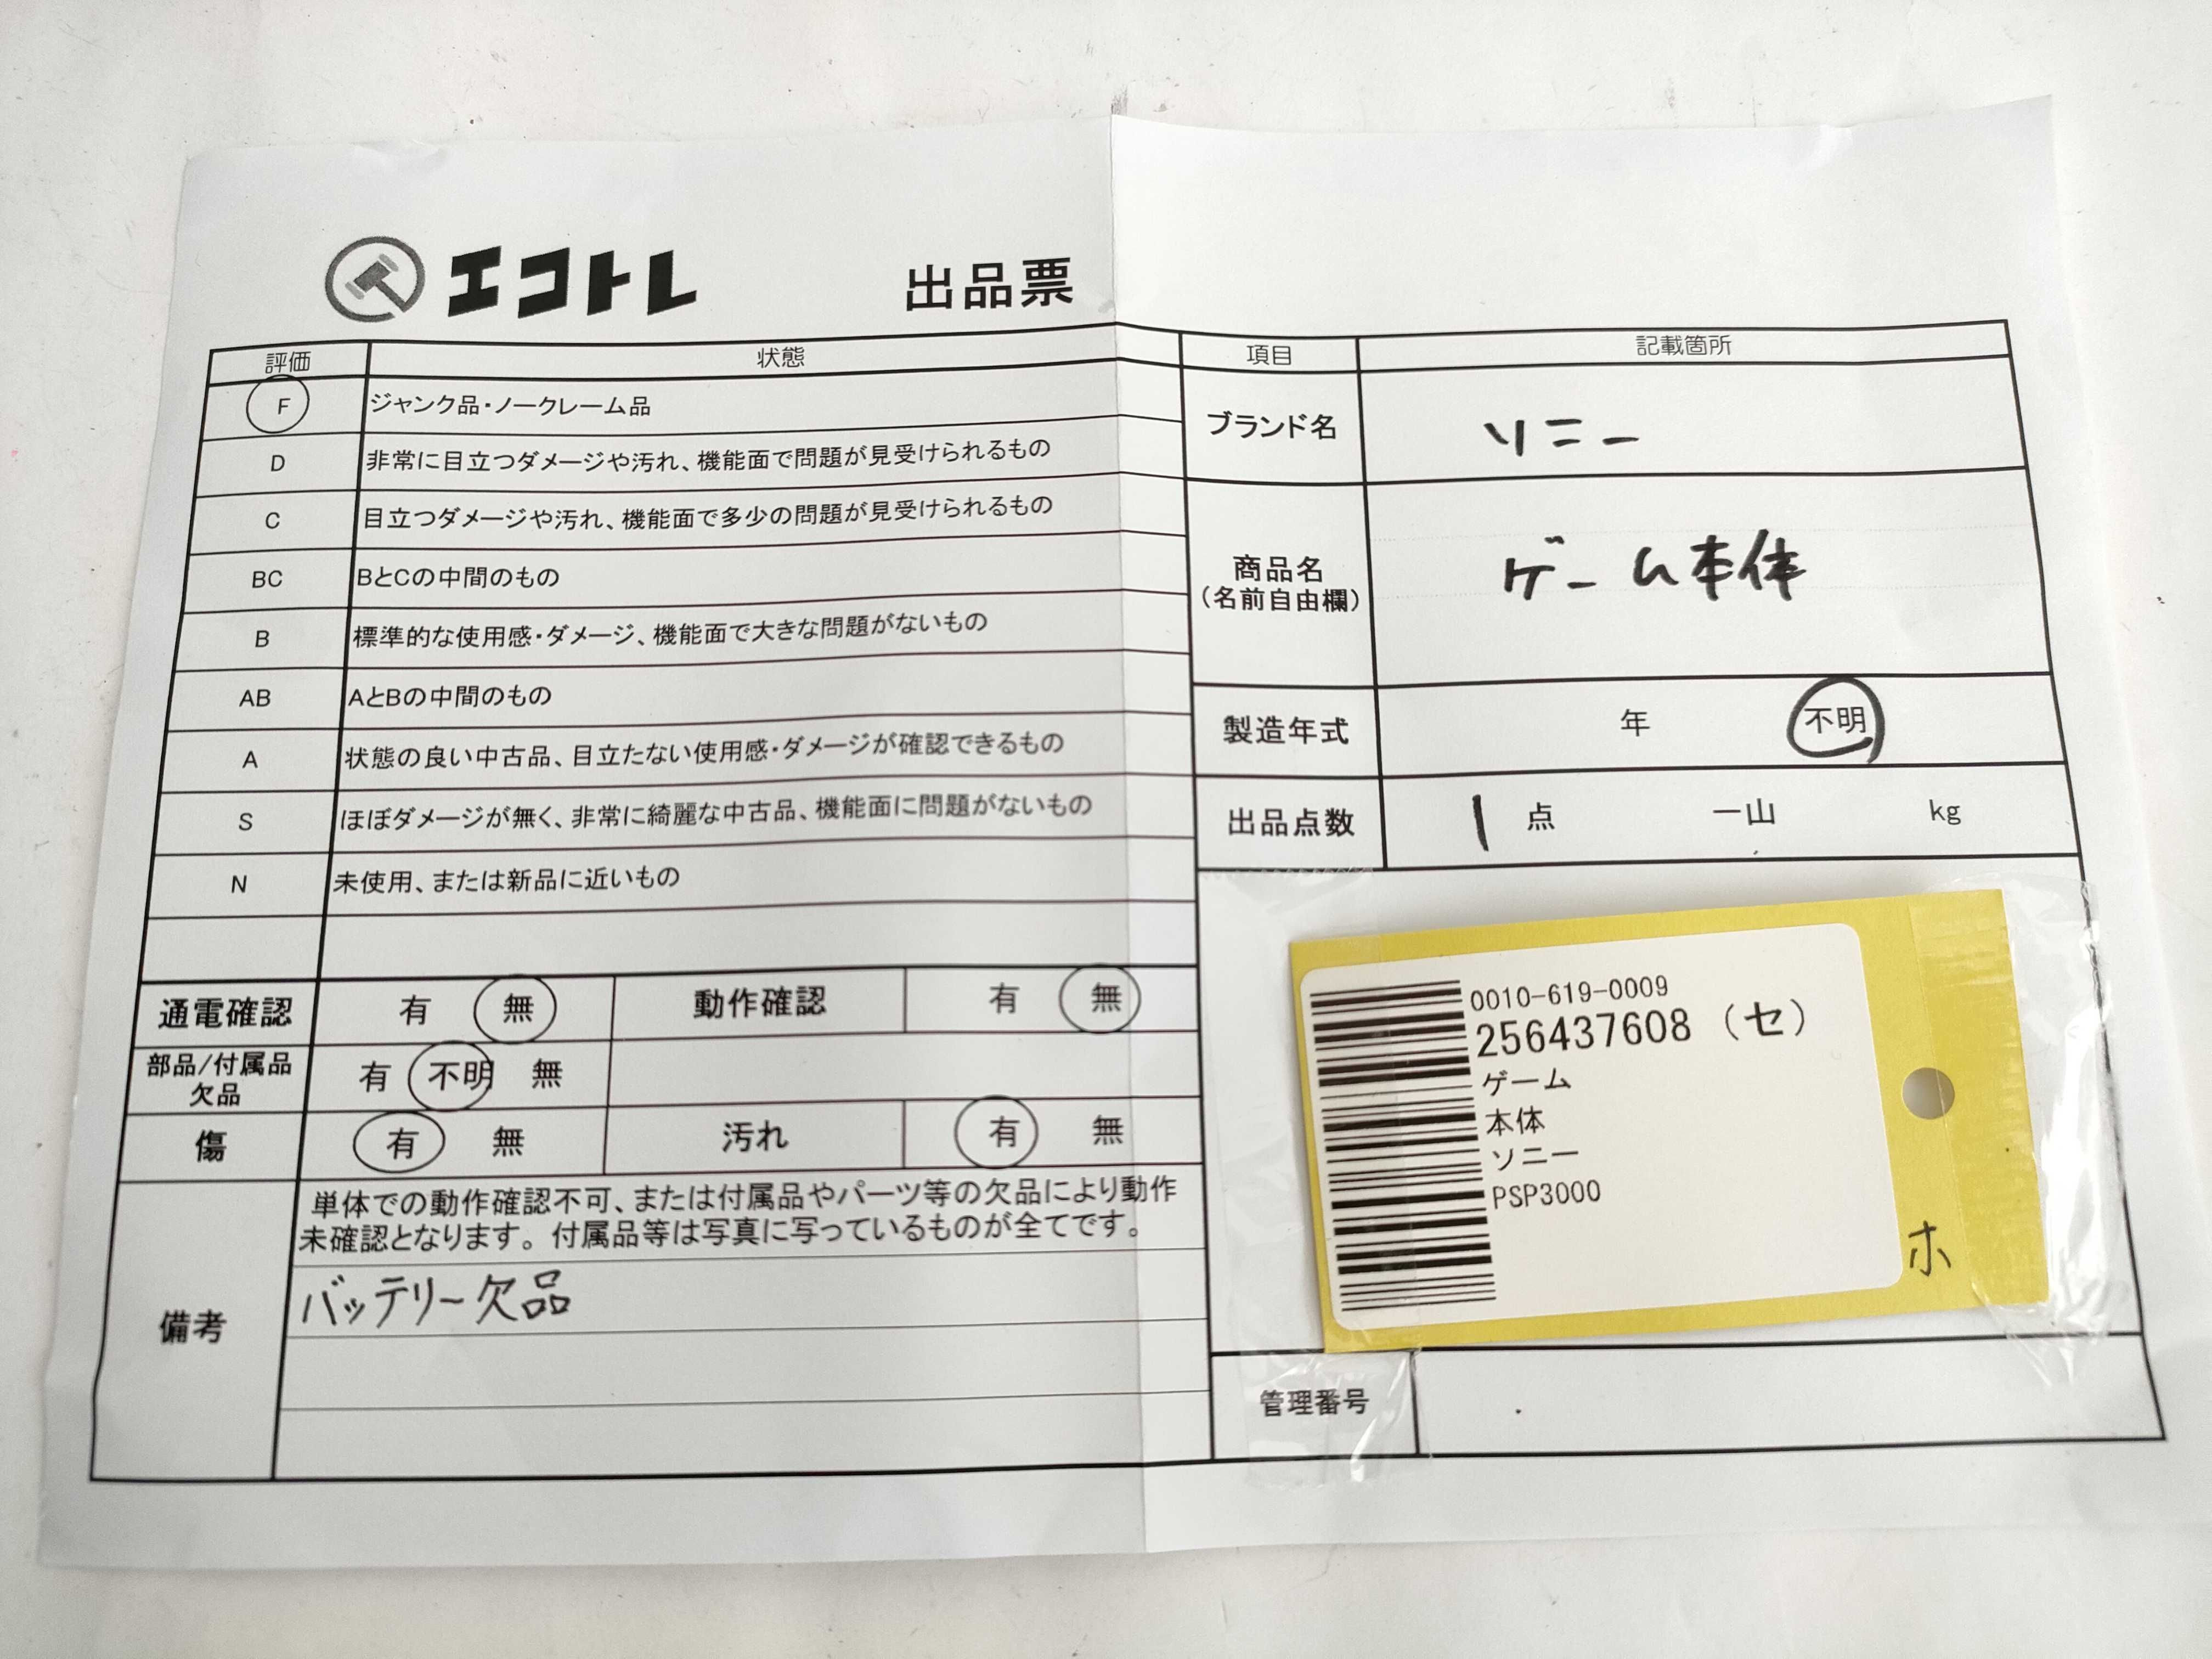 エコトレ
出品票
評価 状態
F ジャンク品・ノークレーム品
D 非常に目立つダメージや汚れ、機能面で問題が見受けられるもの
C 目立つダメージや汚れ、機能面で多少の問題が見受けられるもの
BC BとCの中間のもの
B 標準的な使用感・ダメージ、機能面で大きな問題がないもの
AB AとBの中間のもの
A 状態の良い中古品、目立たない使用感・ダメージが確認できるもの
S ほぼダメージが無く、非常に綺麗な中古品、機能面に問題がないもの
N 未使用、または新品に近いもの
通電確認 有 無 動作確認 有 無
部品/付属品
欠品
有 不明 無
傷 有 無 汚れ 有 無
備考
単体での動作確認不可、または付属品やパーツ等の欠品により動作
未確認となります。付属品等は写真に写っているものが全てです。
バッテリー欠品
項目 記載箇所
ブランド名 ソニー
商品名
(名前自由欄)
ゲーム本体
製造年式 年 不明
出品点数 1 点 一山 kg
0010-619-0009
256437608 (セ)
ゲーム
本体
ソニー
PSP3000
ホ
管理番号